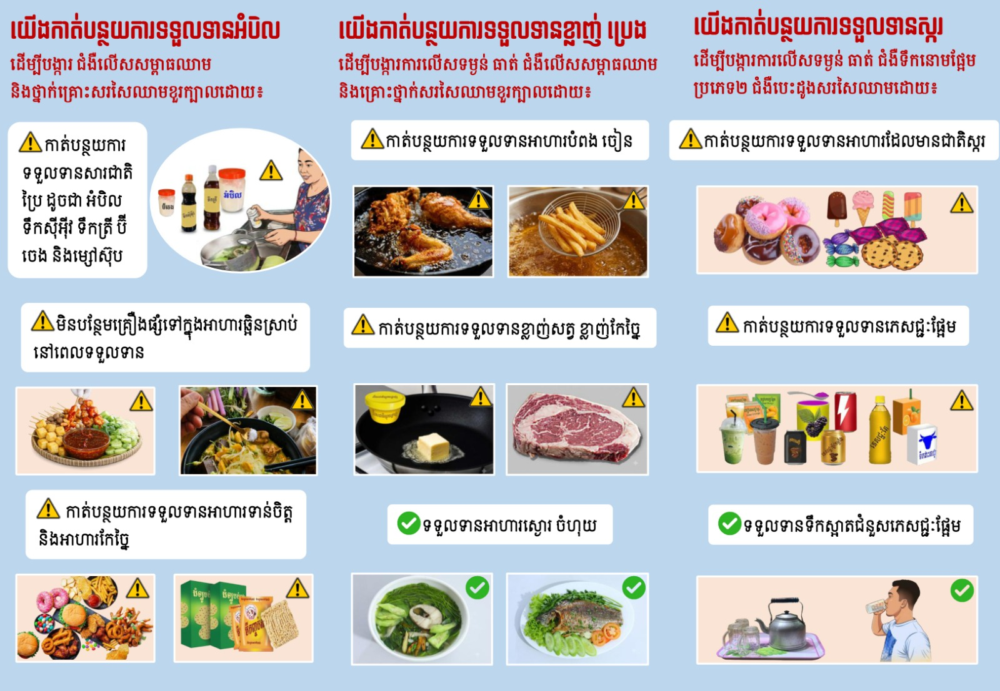 យើងកាត់បន្ថយការទទួលទានអំបិល
ដើម្បីបង្ការ ជំងឺលើសសម្ពាធឈាម
និងថ្នាក់គ្រោះសរសៃឈាមខួរក្បាលដោយ៖
កាត់បន្ថយការ
ទទួលទានសារជាតិ
ប្រៃ ដូចជា អំបិល
ទឹកស៊ីអ៊ីវ ទឹកត្រី ប៊ី
ចេង និងម្សៅស៊ុប
ប៊ីចេង
ទឹកស៊ីអ៊ីវ
ទឹកត្រី
អំបិល
មិនបន្ថែមគ្រឿងផ្សំទៅក្នុងអាហារឆ្អិនស្រាប់
នៅពេលទទួលទាន
កាត់បន្ថយការទទួលទានអាហារទាន់ចិត្ត
និងអាហារកែច្នៃ
យើងកាត់បន្ថយការទទួលទានខ្លាញ់ ប្រេង
ដើម្បីបង្ការការលើសទម្ងន់ ធាត់ ជំងឺលើសសម្ពាធឈាម
និងគ្រោះថ្នាក់សរសៃឈាមខួរក្បាលដោយ៖
កាត់បន្ថយការទទួលទានអាហារបំពង ចៀន
កាត់បន្ថយការទទួលទានខ្លាញ់សត្វ ខ្លាញ់កែច្នៃ
ទទួលទានអាហារស្ងោរ ចំហុយ
យើងកាត់បន្ថយការទទួលទានស្ករ
ដើម្បីបង្ការការលើសទម្ងន់ ធាត់ ជំងឺទឹកនោមផ្អែម
ប្រភេទ២ ជំងឺបេះដូងសរសៃឈាមដោយ៖
កាត់បន្ថយការទទួលទានអាហារដែលមានជាតិស្ករ
កាត់បន្ថយការទទួលទានភេសជ្ជៈផ្អែម
ភេសជ្ជៈ
ទទួលទានទឹកស្អាតជំនួសភេសជ្ជៈផ្អែម